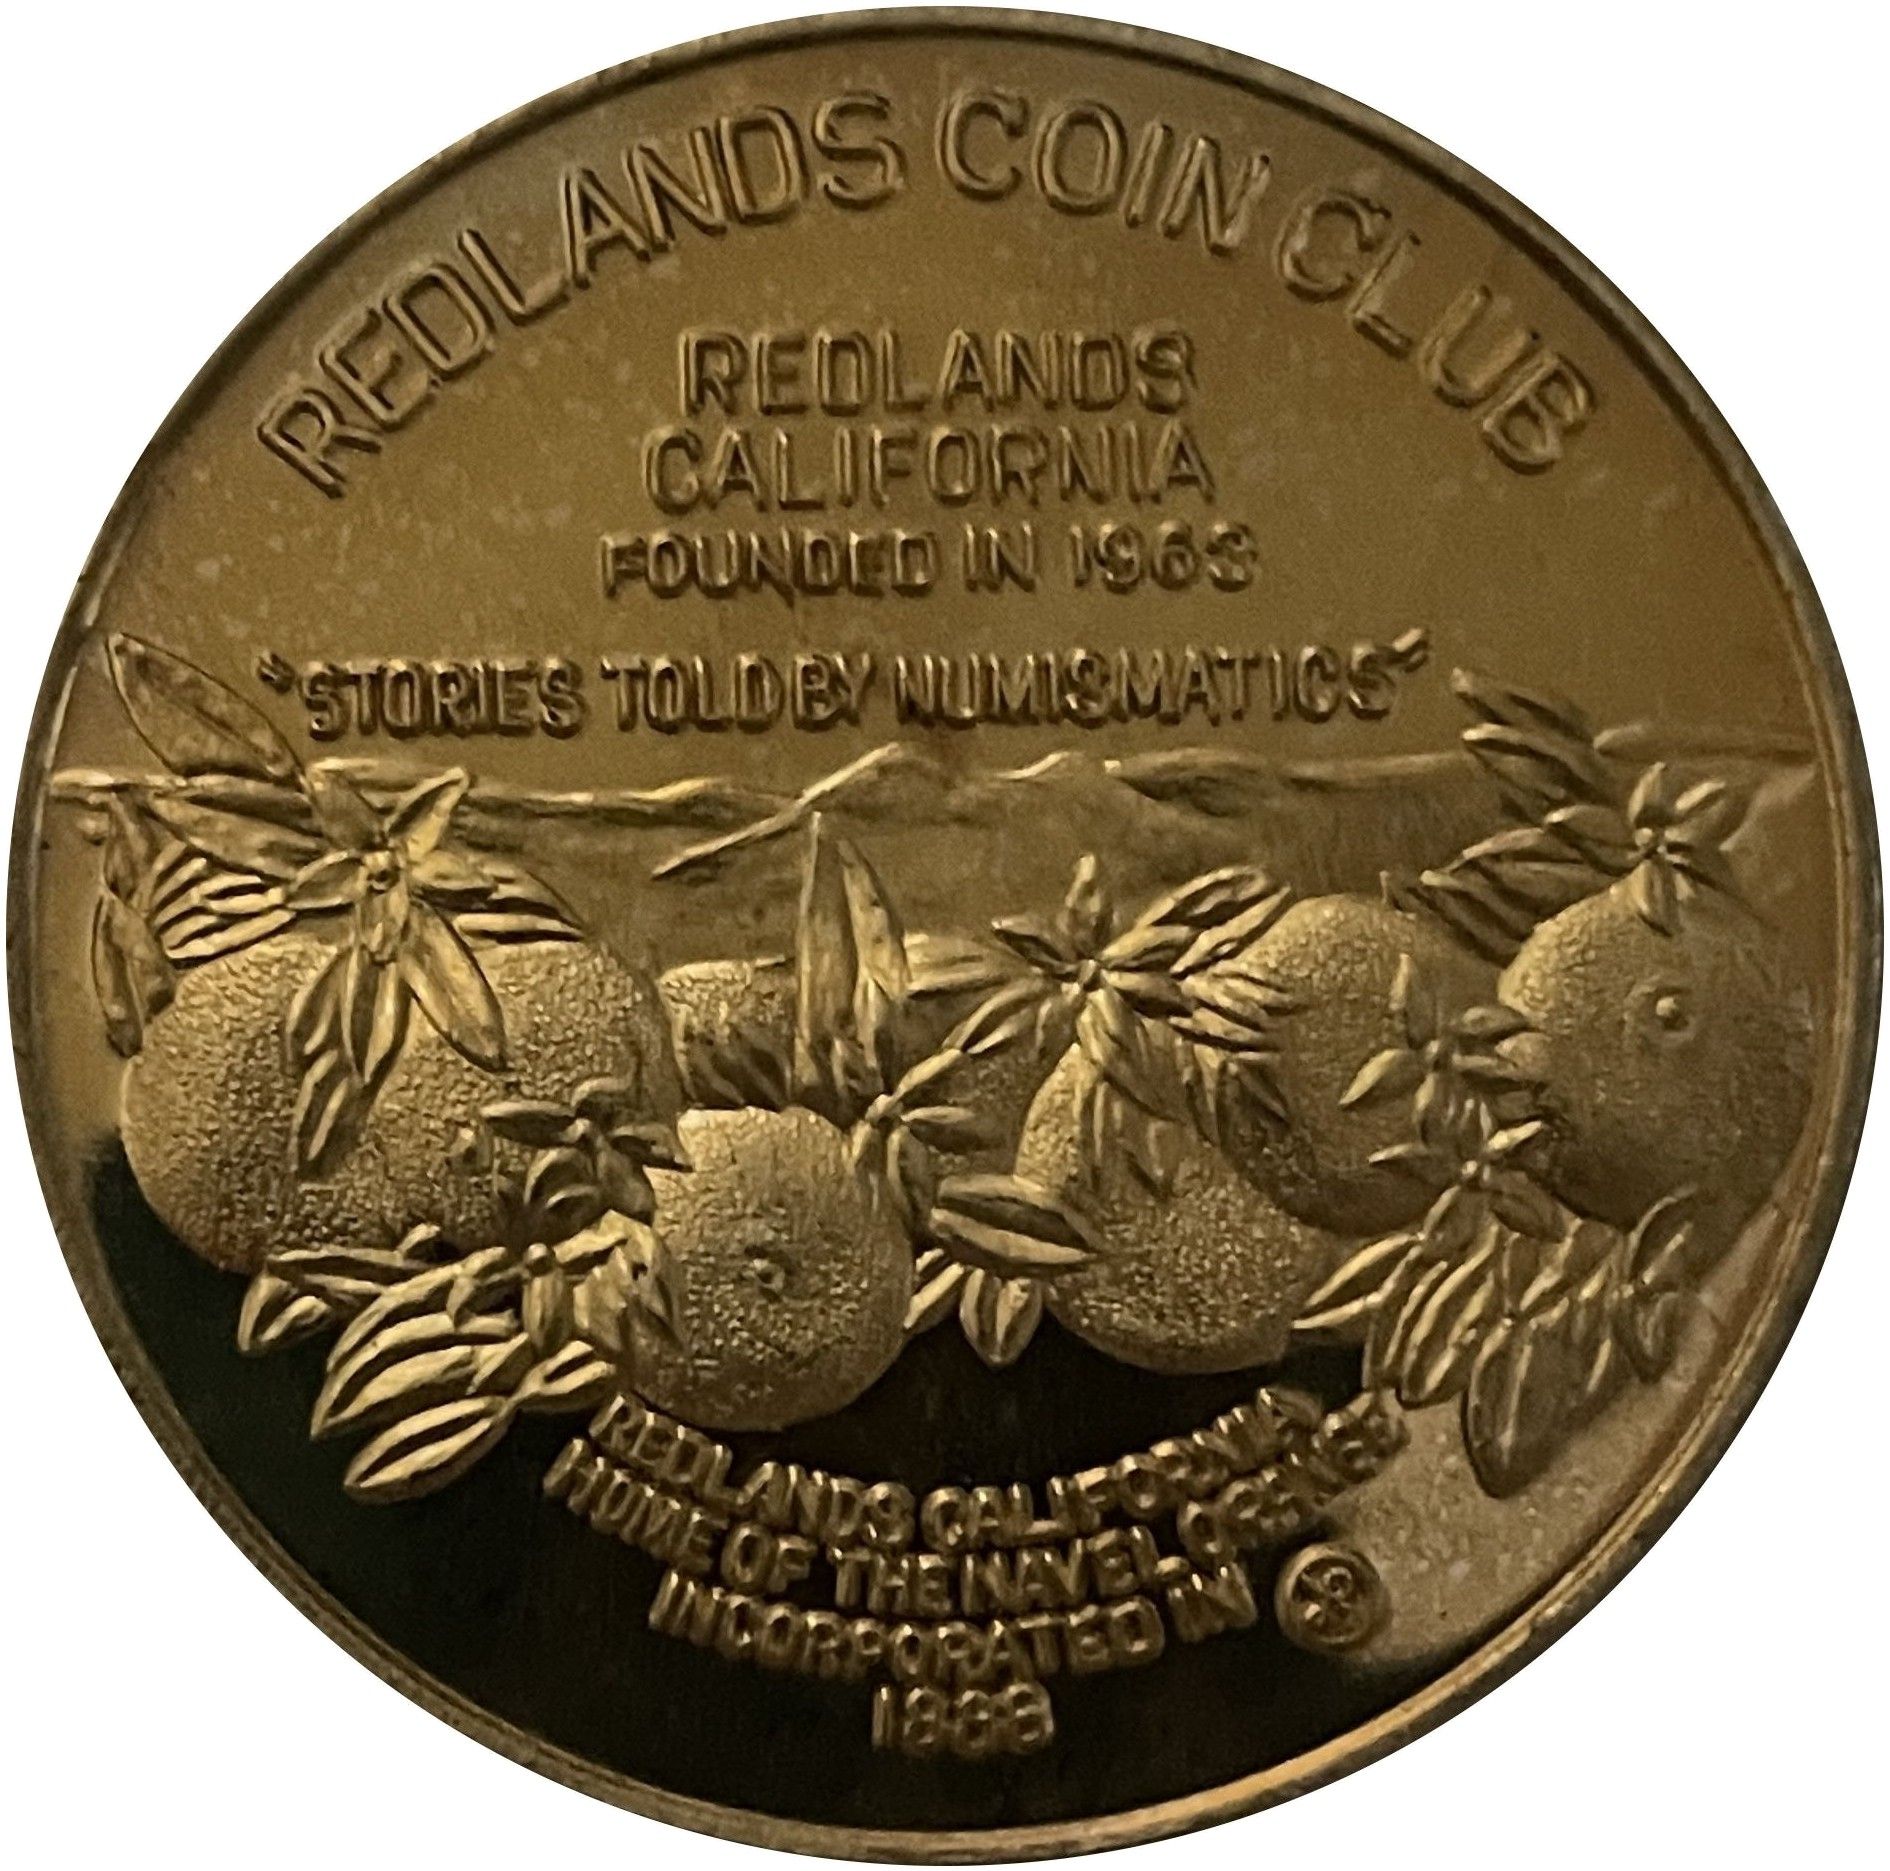 REDLANDS COIN CLUB
REDLANDS
CALIFORNIA
FOUNDED IN 1963
"STORIES TOLD BY NUMISMATICS"
REDLANDS CALIFORNIA
HOME OF THE NAVEL ORANGE
INCORPORATED IN
1888